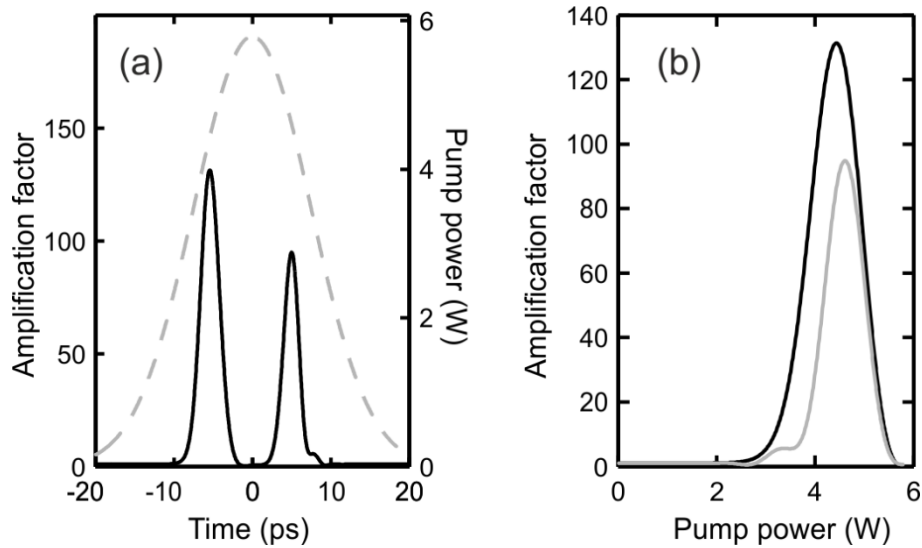 (a)
Amplification factor
150
100
50
0
-20 -10 0 10 20
Time (ps)
6
4
2
0
Pump power (W)
(b)
Amplification factor
140
120
100
80
60
40
20
0
0 2 4 6
Pump power (W)